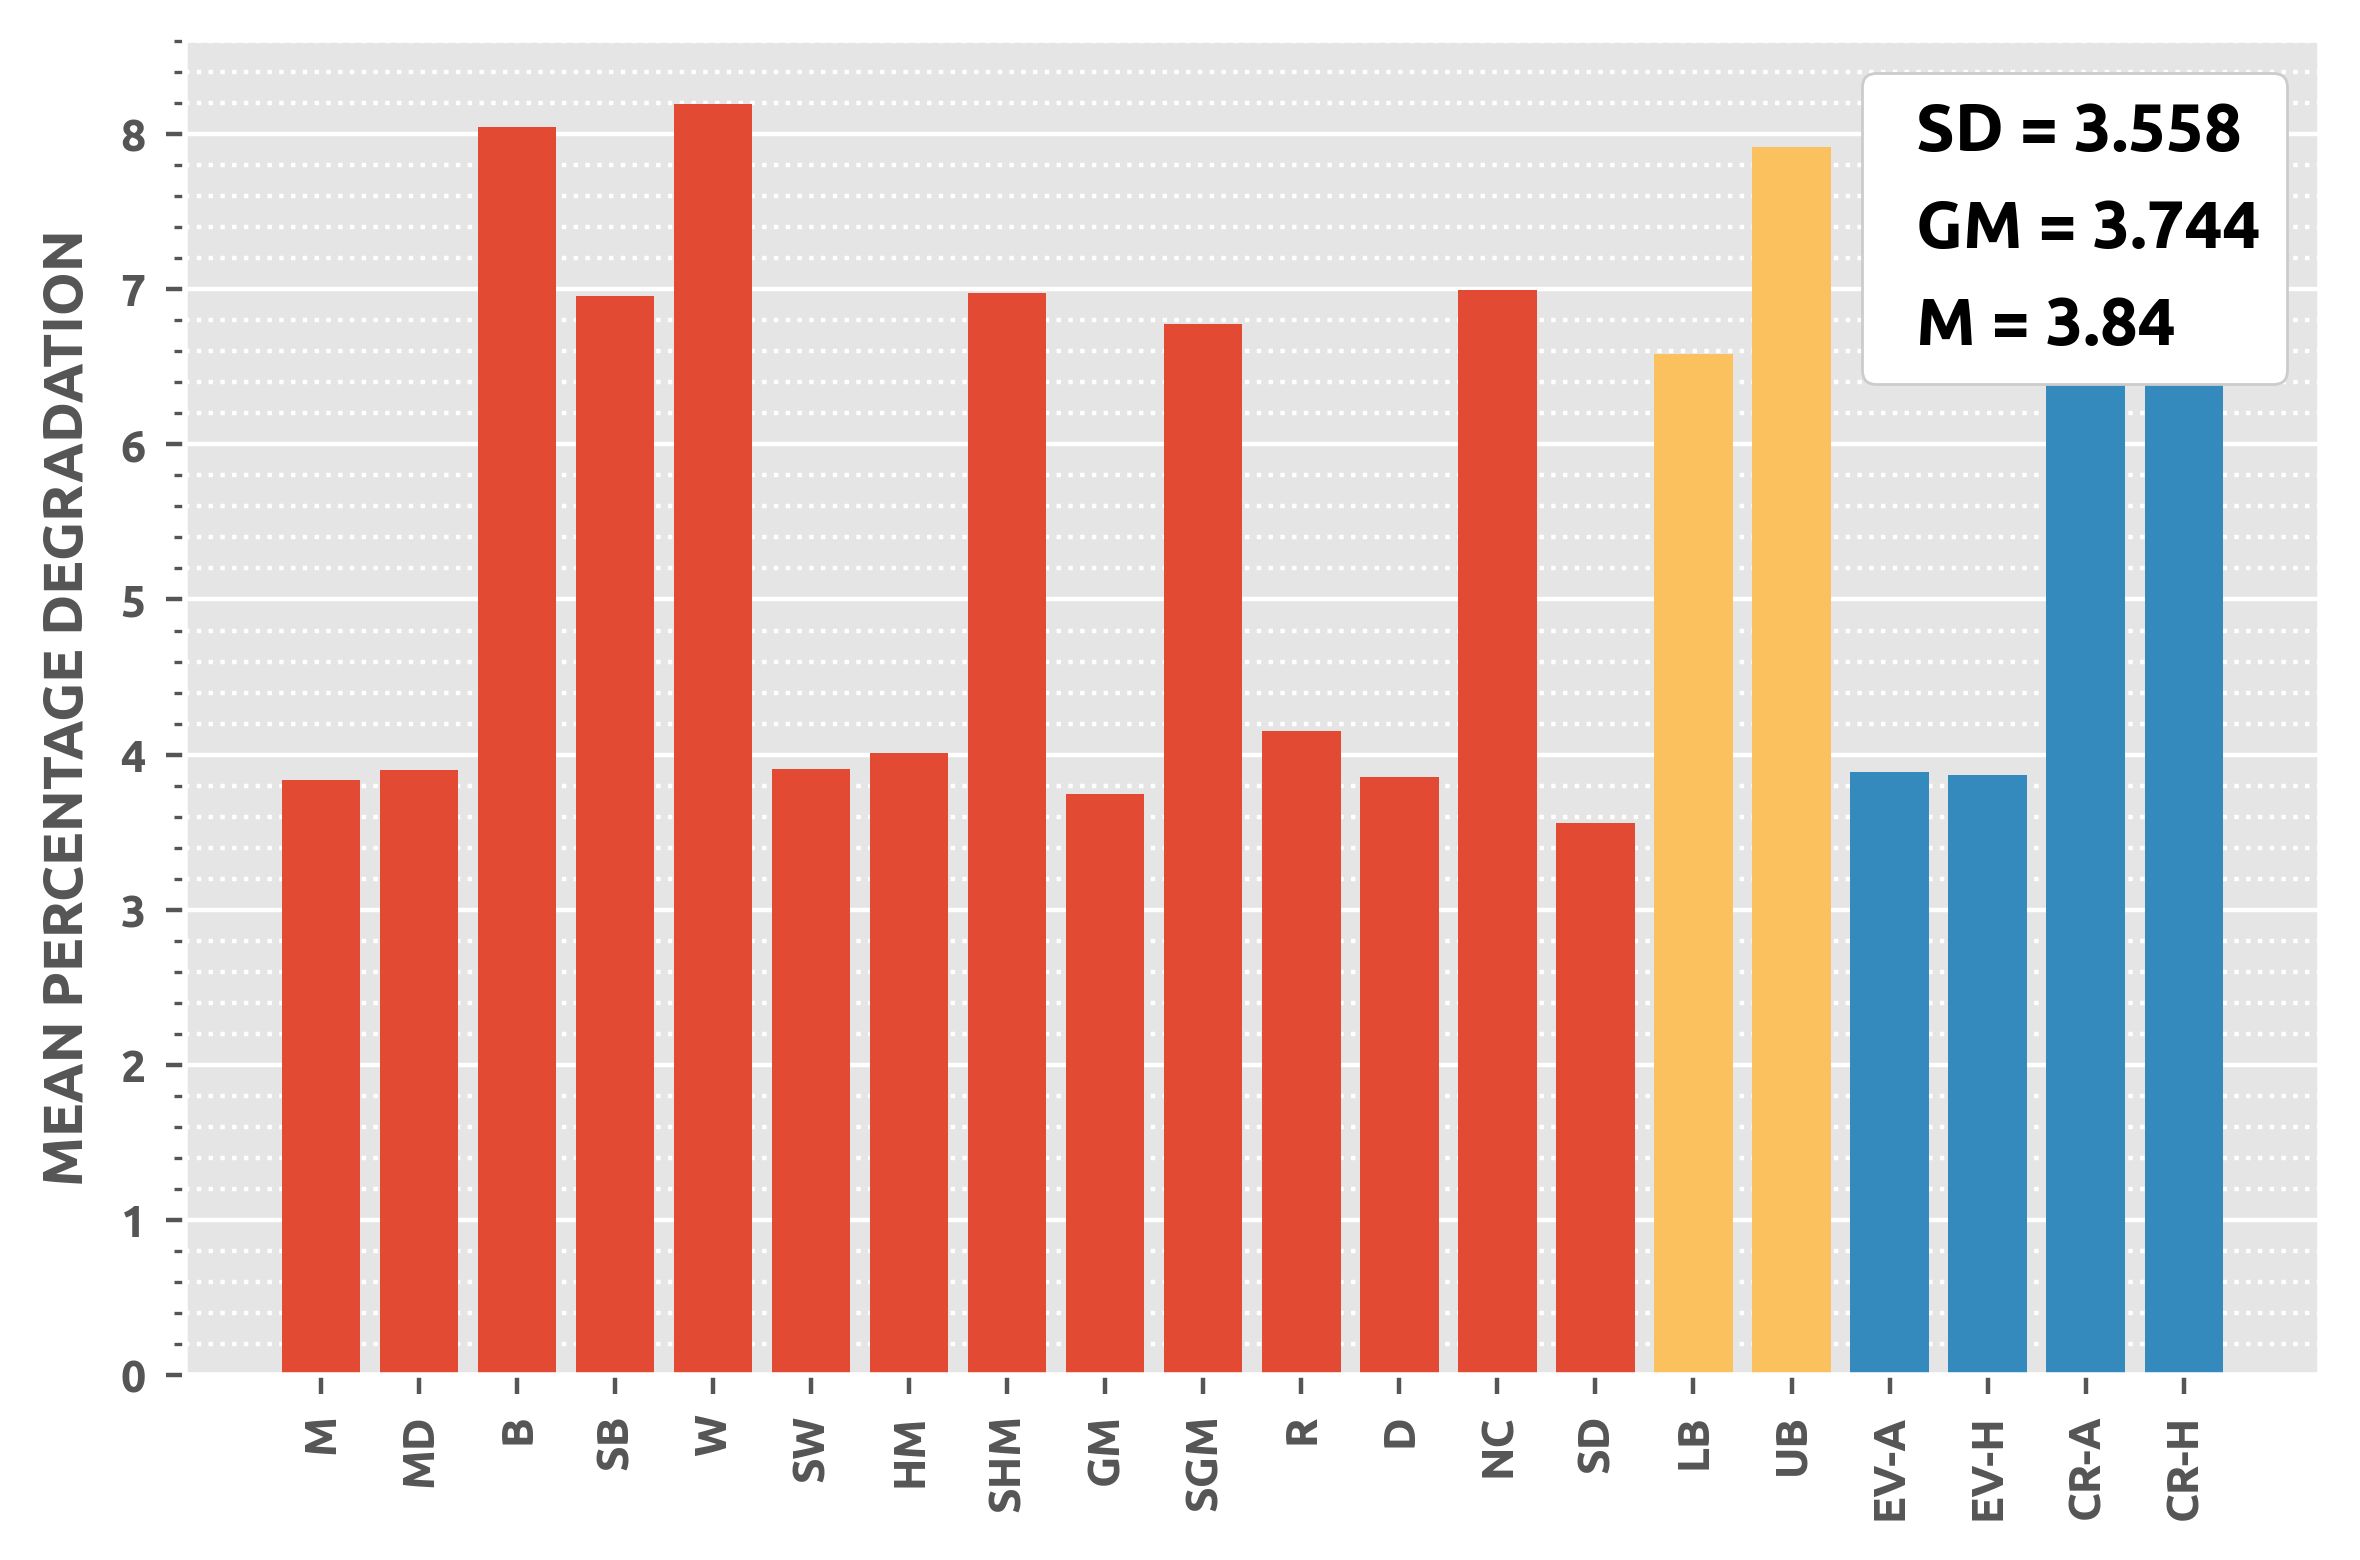 MEAN PERCENTAGE DEGRADATION
8
7
6
5
4
3
2
1
0
SD = 3.558
GM = 3.744
M = 3.84
M
MD
B
SB
W
SW
HM
SHM
GM
SGM
R
D
NC
SD
LB
UB
EV-A
EV-H
CR-A
CR-H